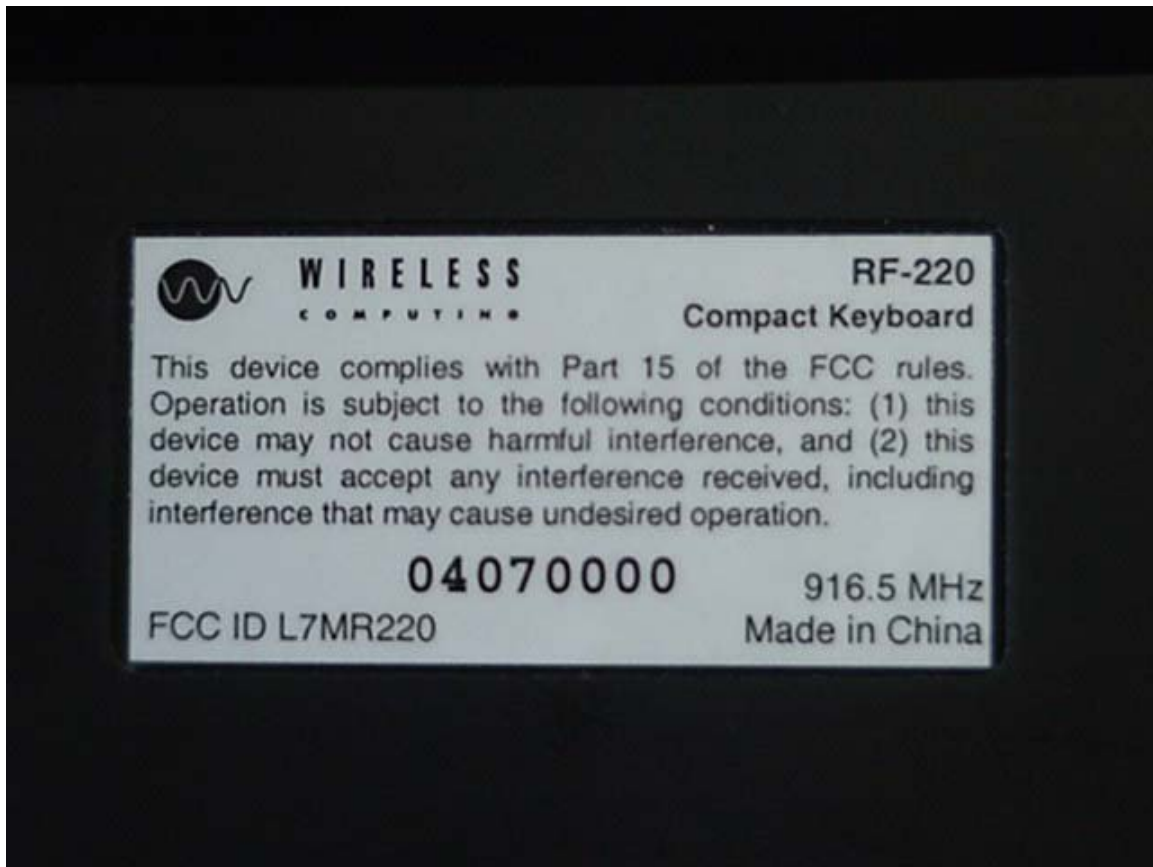 WIRELESS
COMPUTING
RF-220
Compact Keyboard
This device complies with Part 15 of the FCC rules.
Operation is subject to the following conditions: (1) this
device may not cause harmful interference, and (2) this
device must accept any interference received, including
interference that may cause undesired operation.
04070000
916.5 MHz
FCC ID L7MR220
Made in China